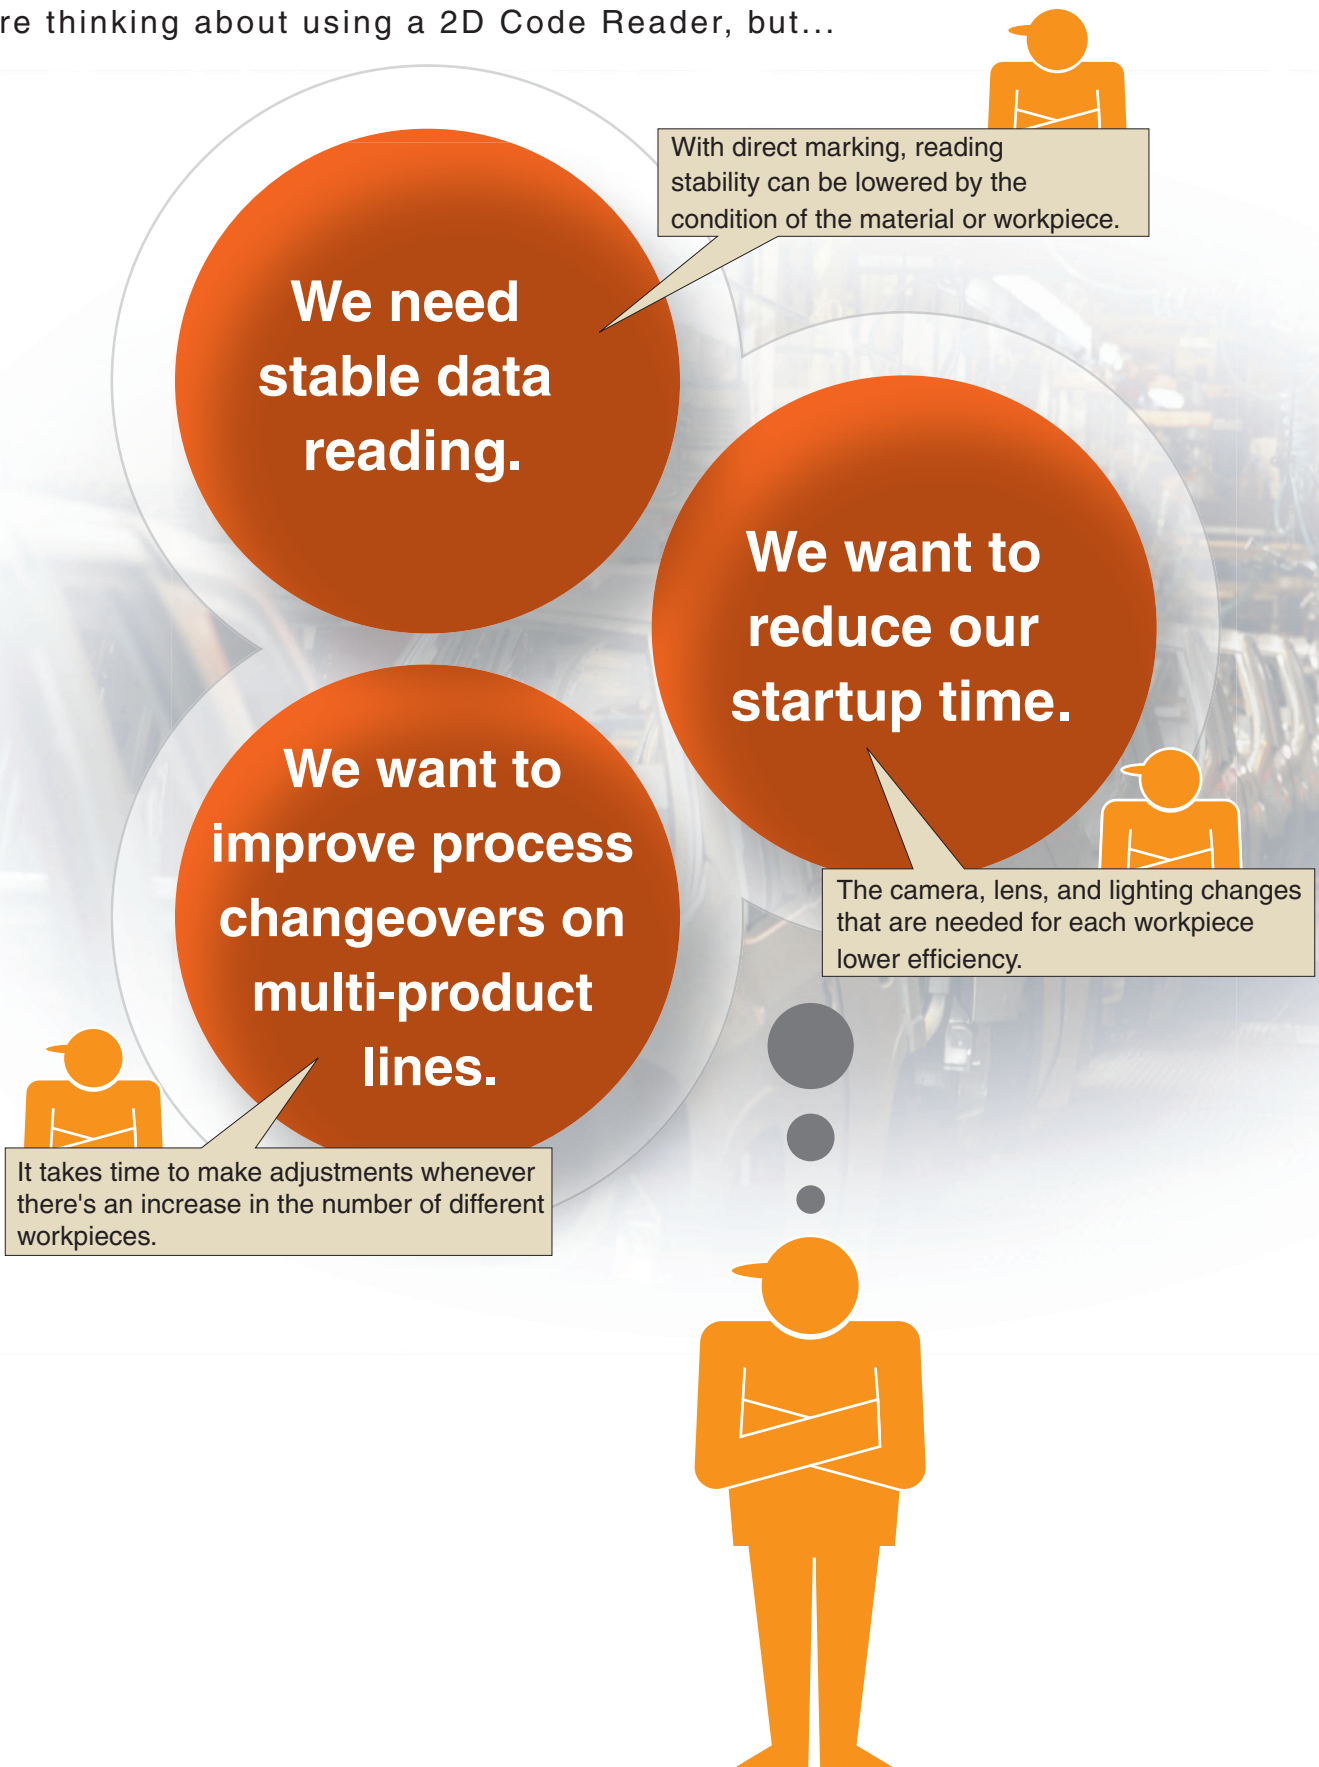 re thinking about using a 2D Code Reader, but...
With direct marking, reading
stability can be lowered by the
condition of the material or workpiece.
We need
stable data
reading.
We want to
reduce our
startup time.
The camera, lens, and lighting changes
that are needed for each workpiece
lower efficiency.
We want to
improve process
changeovers on
multi-product
lines.
It takes time to make adjustments whenever
there's an increase in the number of different
workpieces.